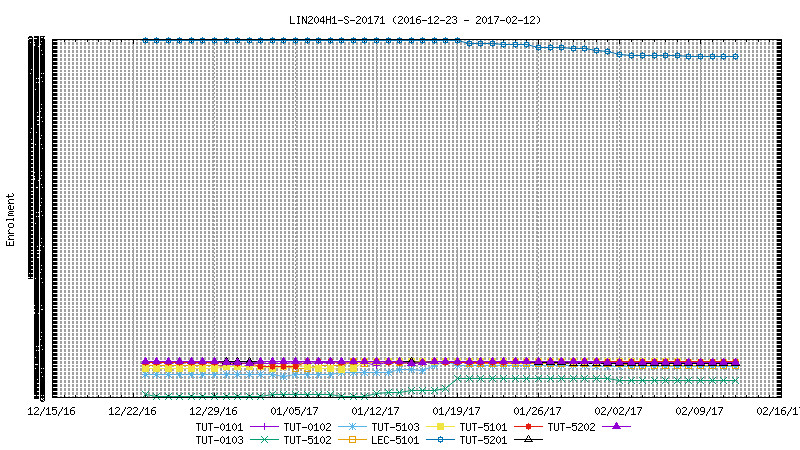 LIN204H1-S-20171 (2016-12-23 - 2017-02-12)
Enrolment
12/15/16 12/22/16 12/29/16 01/05/17 01/12/17 01/19/17 01/26/17 02/02/17 02/09/17 02/16/17
TUT-0101 TUT-0102 TUT-5103 TUT-5101 TUT-5202
TUT-0103 TUT-5102 LEC-5101 TUT-5201